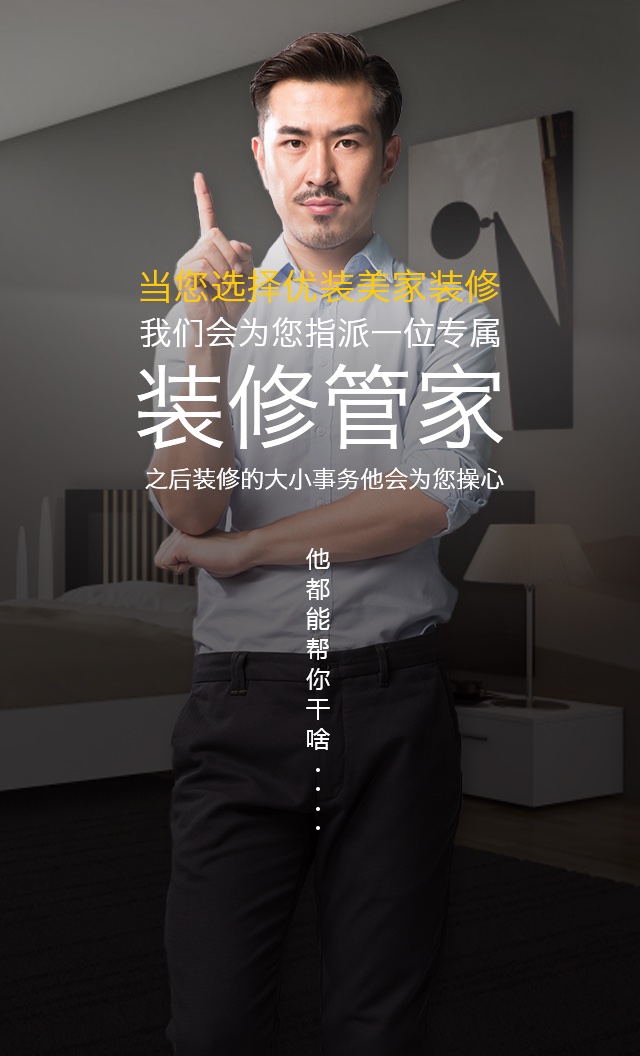 当您选择优装美家装修
我们会为您指派一位专属
装修管家
之后装修的大小事务他会为您操心
他都能帮你干啥....